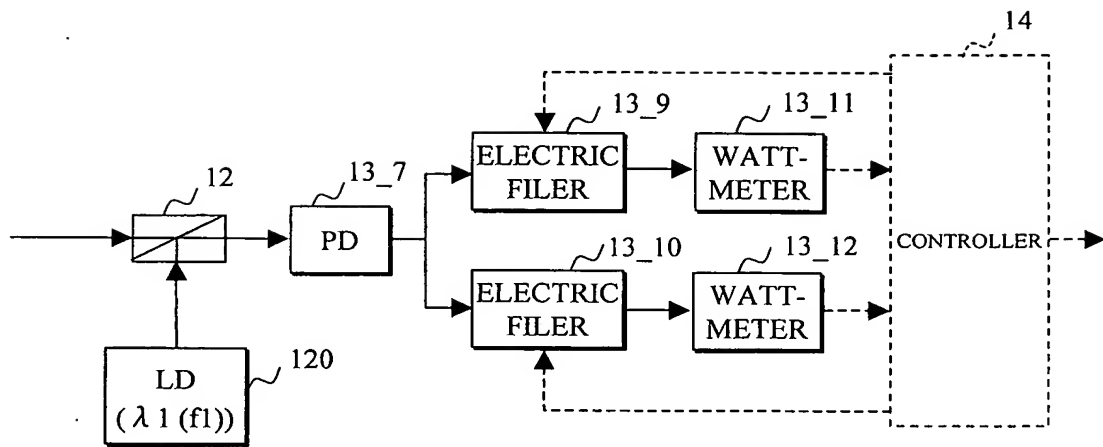 14
13_9
13_11
ELECTRIC
FILER
WATT-
METER
12
13_7
PD
CONTROLLER
13_10
13_12
ELECTRIC
FILER
WATT-
METER
120
LD
(λ1(f1))